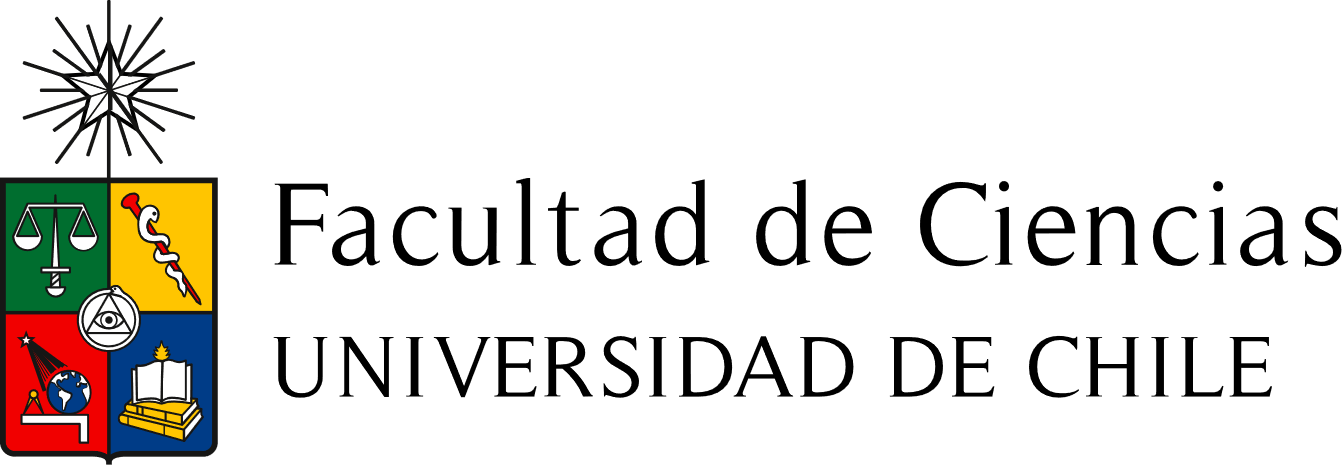 Facultad de Ciencias
UNIVERSIDAD DE CHILE